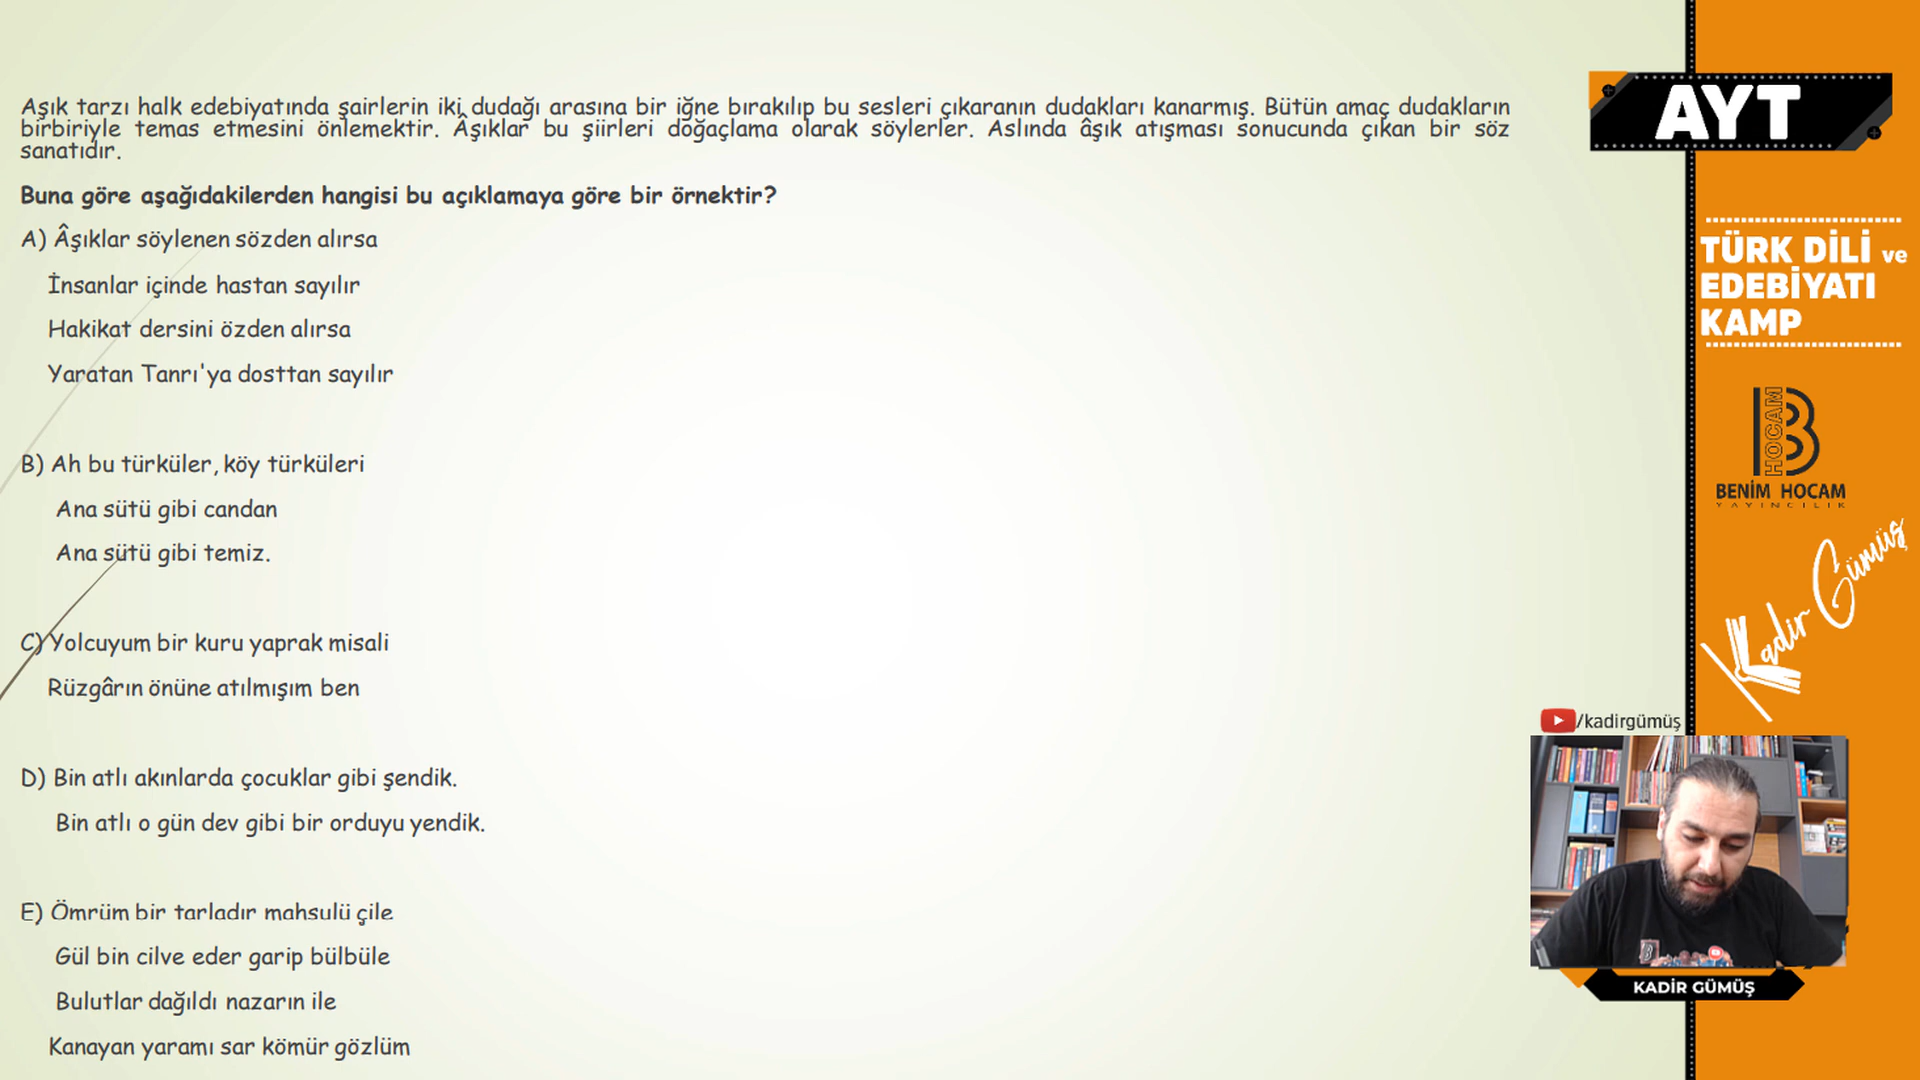 Aşık tarzı halk edebiyatında şairlerin iki dudağı arasına bir iğne bırakılıp bu sesleri çıkaranın dudakları kanarmış. Bütün amaç dudakların
birbiriyle temas etmesini önlemektir. Âşıklar bu şiirleri doğaçlama olarak söylerler. Aslında âşık atışması sonucunda çıkan bir söz
sanatıdır.
Buna göre aşağıdakilerden hangisi bu açıklamaya göre bir örnektir?
A) Âşıklar söylenen sözden alırsa
İnsanlar içinde hastan sayılır
Hakikat dersini özden alırsa
Yaratan Tanrı'ya dosttan sayılır
B) Ah bu türküler, köy türküleri
Ana sütü gibi candan
Ana sütü gibi temiz.
C) Yolcuyum bir kuru yaprak misali
Rüzgârın önüne atılmışım ben
D) Bin atlı akınlarda çocuklar gibi şendik.
Bin atlı o gün dev gibi bir orduyu yendik.
E) Ömrüm bir tarladır mahsulü çile
Gül bin cilve eder garip bülbüle
Bulutlar dağıldı nazarın ile
Kanayan yaramı sar kömür gözlüm
AYT
TÜRK DİLİ ve
EDEBİYATI
KAMP
HOCAM
BENİM HOCAM
YAYINCILIK
Kadir Gümüş
/kadirgümüş
KADİR GÜMÜŞ